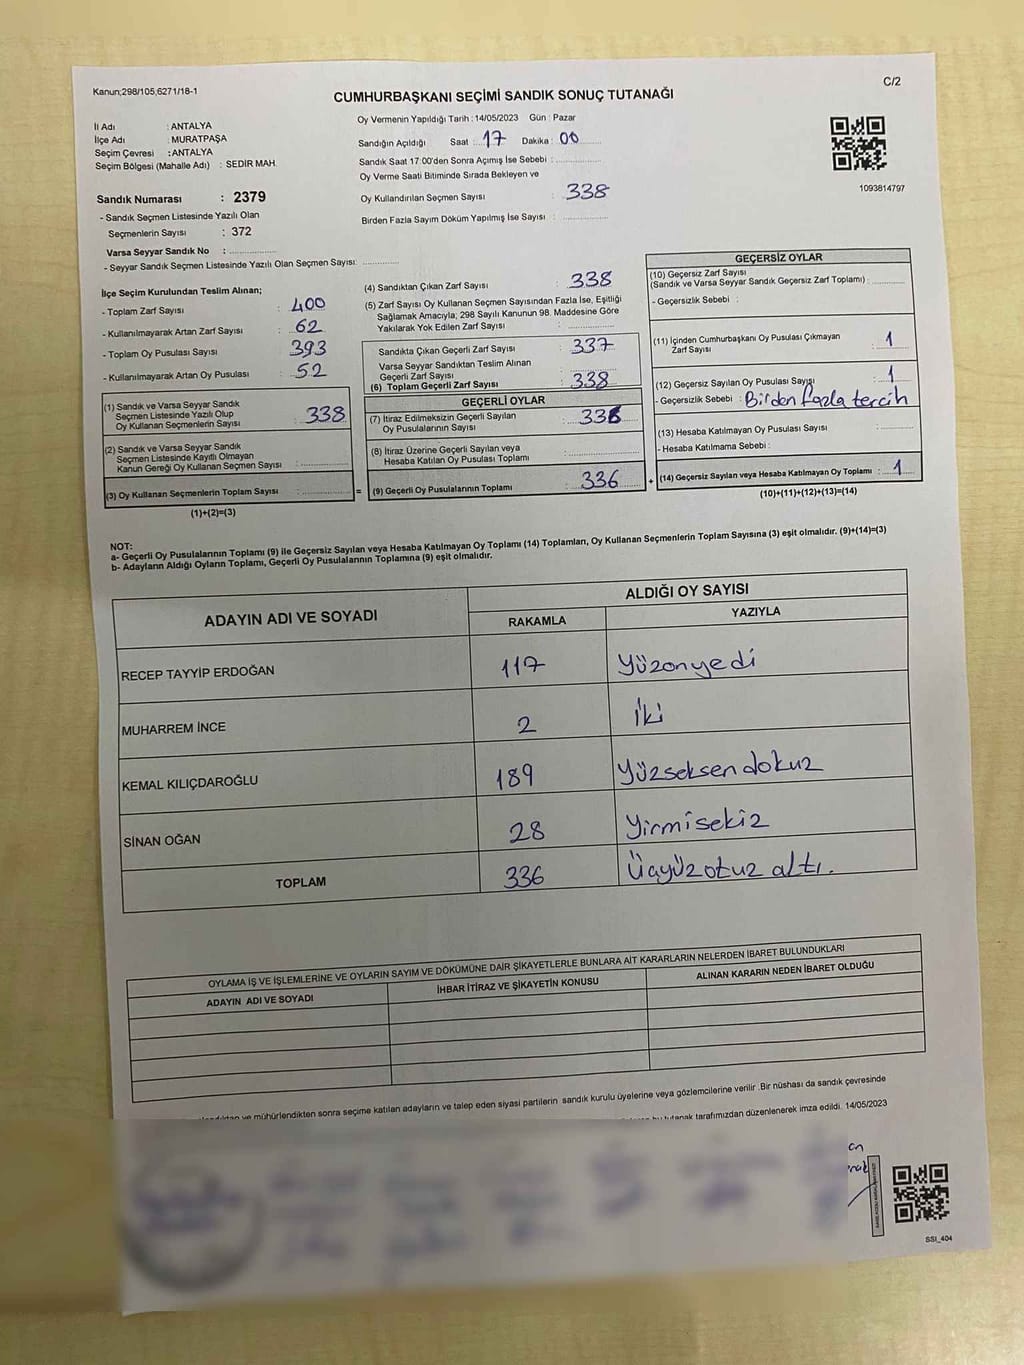 Kanun;298/105,6271/18-1
C/2
CUMHURBAŞKANI SEÇİMİ SANDIK SONUÇ TUTANAĞI
İl Adı : ANTALYA
İlçe Adı : MURATPAŞA
Seçim Çevresi : ANTALYA
Seçim Bölgesi (Mahalle Adı) : SEDİR MAH.
Oy Vermenin Yapıldığı Tarih : 14/05/2023 Gün : Pazar
Sandığın Açıldığı Saat : 17 Dakika : 00
Sandık Saat 17:00'den Sonra Açımış İse Sebebi :
Oy Verme Saati Bitiminde Sırada Bekleyen ve
Oy Kullandırılan Seçmen Sayısı : 338
Birden Fazla Sayım Döküm Yapılmış İse Sayısı :
1093814797
Sandık Numarası : 2379
- Sandık Seçmen Listesinde Yazılı Olan
Seçmenlerin Sayısı : 372
Varsa Seyyar Sandık No :
- Seyyar Sandık Seçmen Listesinde Yazılı Olan Seçmen Sayısı:
İlçe Seçim Kurulundan Teslim Alınan;
- Toplam Zarf Sayısı : 400
- Kullanılmayarak Artan Zarf Sayısı : 62
- Toplam Oy Pusulası Sayısı : 393
- Kullanılmayarak Artan Oy Pusulası : 52
(1) Sandık ve Varsa Seyyar Sandık
Seçmen Listesinde Yazılı Olup
Oy Kullanan Seçmenlerin Sayısı : 338
(2) Sandık ve Varsa Seyyar Sandık
Seçmen Listesinde Kayıtlı Olmayan
Kanun Gereği Oy Kullanan Seçmen Sayısı :
(3) Oy Kullanan Seçmenlerin Toplam Sayısı : =
(1)+(2)=(3)
(4) Sandıktan Çıkan Zarf Sayısı : 338
(5) Zarf Sayısı Oy Kullanan Seçmen Sayısından Fazla İse, Eşitliği
Sağlamak Amacıyla; 298 Sayılı Kanunun 98. Maddesine Göre
Yakılarak Yok Edilen Zarf Sayısı :
Sandıkta Çıkan Geçerli Zarf Sayısı : 337
Varsa Seyyar Sandıktan Teslim Alınan
Geçerli Zarf Sayısı :
(6) Toplam Geçerli Zarf Sayısı : 338
GEÇERLİ OYLAR
(7) İtiraz Edilmeksizin Geçerli Sayılan
Oy Pusulalarının Sayısı : 336
(8) İtiraz Üzerine Geçerli Sayılan veya
Hesaba Katılan Oy Pusulası Toplamı :
(9) Geçerli Oy Pusulalarının Toplamı : 336 +
GEÇERSİZ OYLAR
(10) Geçersiz Zarf Sayısı
(Sandık ve Varsa Seyyar Sandık Geçersiz Zarf Toplamı) :
- Geçersizlik Sebebi :
(11) İçinden Cumhurbaşkanı Oy Pusulası Çıkmayan
Zarf Sayısı : 1
(12) Geçersiz Sayılan Oy Pusulası Sayısı : 1
- Geçersizlik Sebebi : Birden fazla tercih
(13) Hesaba Katılmayan Oy Pusulası Sayısı :
- Hesaba Katılmama Sebebi :
(14) Geçersiz Sayılan veya Hesaba Katılmayan Oy Toplamı : 1
(10)+(11)+(12)+(13)=(14)
NOT:
a- Geçerli Oy Pusulalarının Toplamı (9) ile Geçersiz Sayılan veya Hesaba Katılmayan Oy Toplamı (14) Toplamları, Oy Kullanan Seçmenlerin Toplam Sayısına (3) eşit olmalıdır. (9)+(14)=(3)
b- Adayların Aldığı Oyların Toplamı, Geçerli Oy Pusulalarının Toplamına (9) eşit olmalıdır.
ADAYIN ADI VE SOYADI
ALDIĞI OY SAYISI
RAKAMLA YAZIYLA
RECEP TAYYİP ERDOĞAN 117 Yüzonyedi
MUHARREM İNCE 2 İki
KEMAL KILIÇDAROĞLU 189 Yüzseksen dokuz
SİNAN OĞAN 28 Yirmisekiz
TOPLAM 336 Üçyüzotuz altı.
OYLAMA İŞ VE İŞLEMLERİNE VE OYLARIN SAYIM VE DÖKÜMÜNE DAİR ŞİKAYETLERLE BUNLARA AİT KARARLARIN NELERDEN İBARET BULUNDUKLARI
ADAYIN ADI VE SOYADI İHBAR İTİRAZ VE ŞİKAYETİN KONUSU ALINAN KARARIN NEDEN İBARET OLDUĞU
ve mühürlendikten sonra seçime katılan adayların ve talep eden siyasi partilerin sandık kurulu üyelerine veya gözlemcilerine verilir .Bir nüshası da sandık çevresinde
bu tutanak tarafımızdan düzenlenerek imza edildi. 14/05/2023
SSI_404